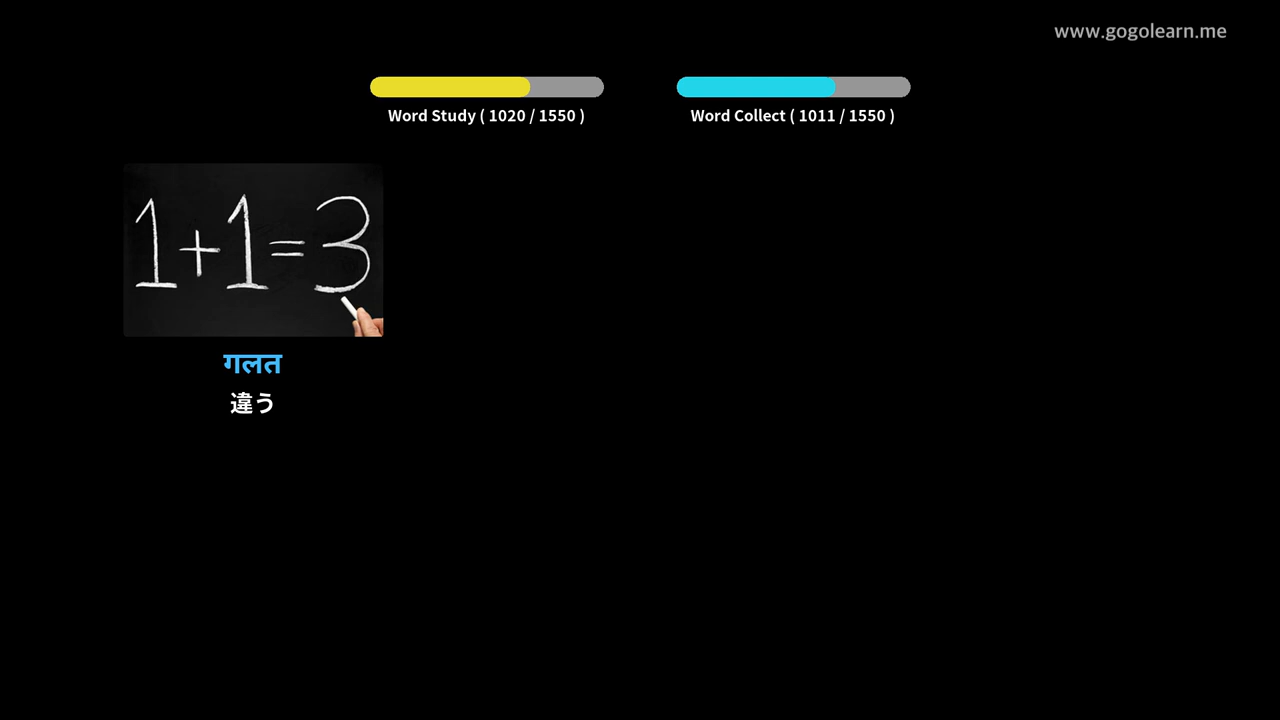 www.gogolearn.me
Word Study ( 1020 / 1550 )
Word Collect ( 1011 / 1550 )
1+1=3
गलत
違う